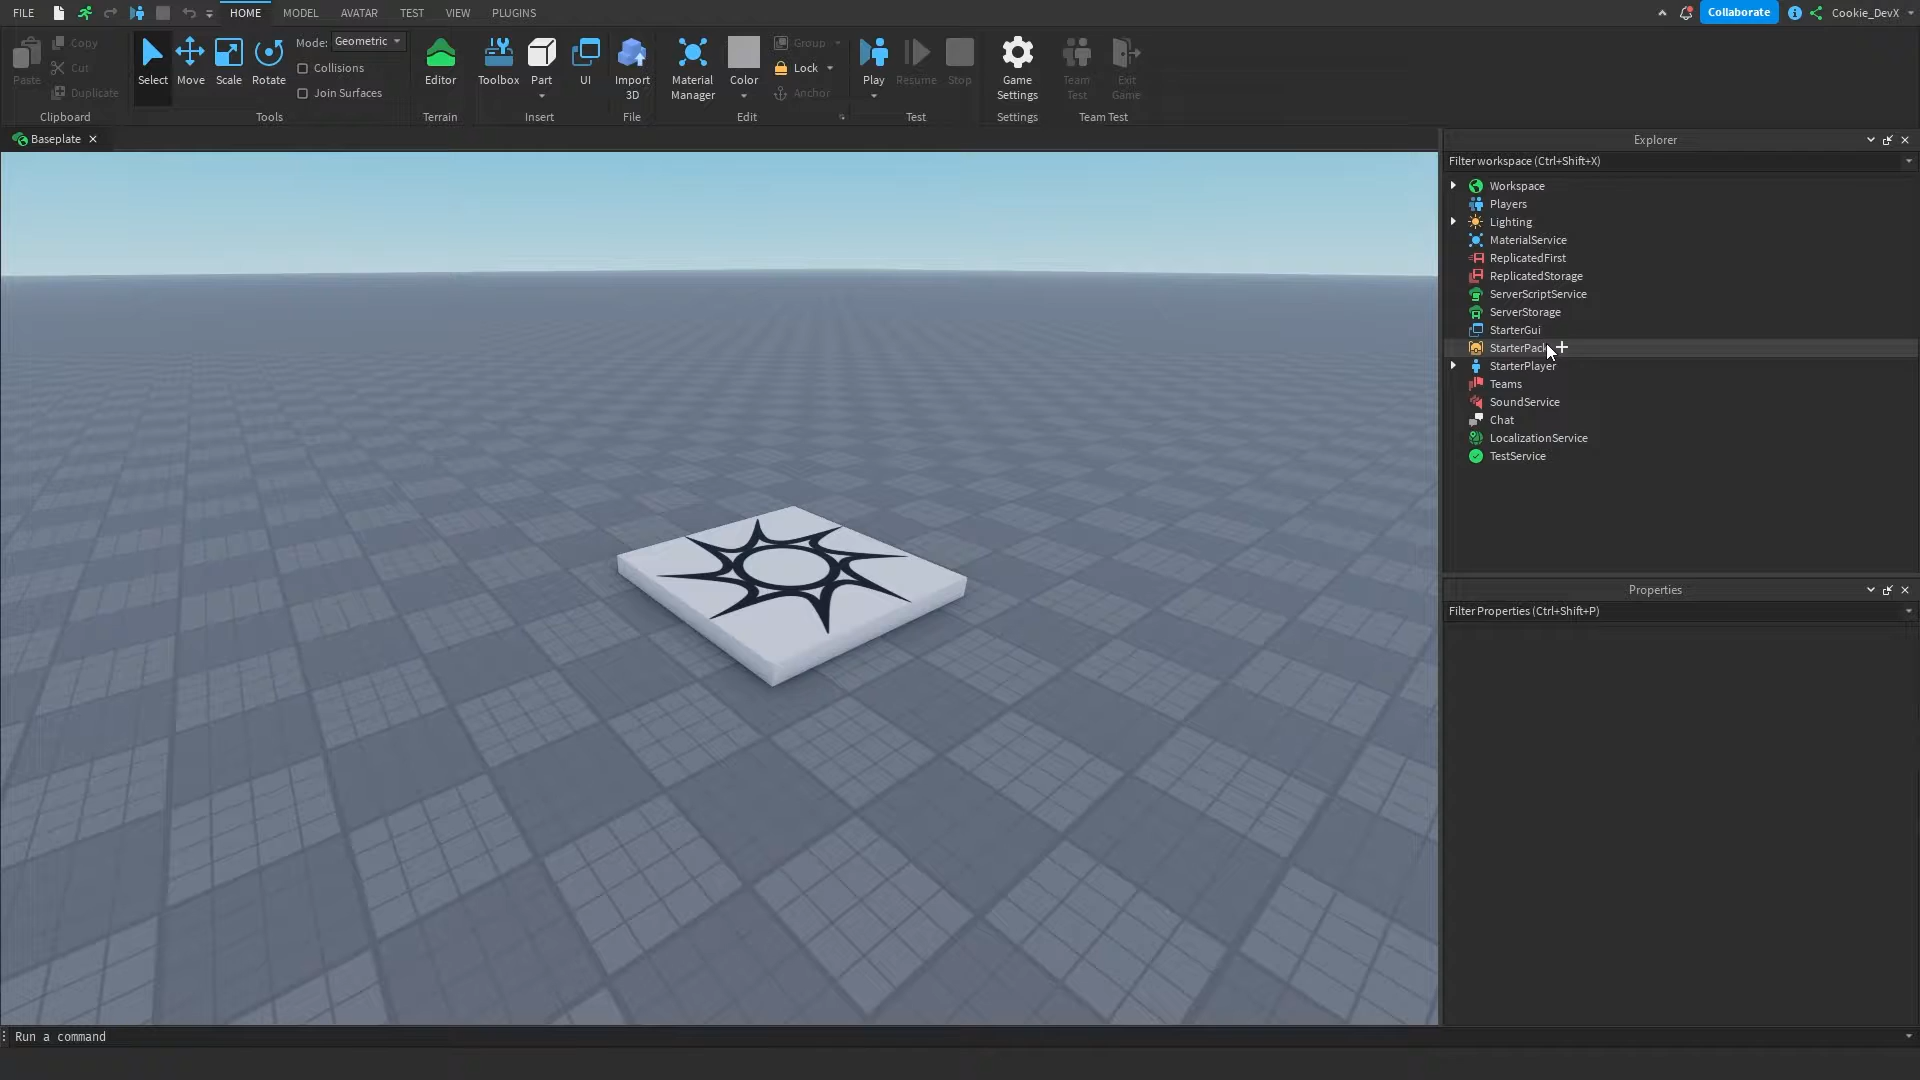 FILE HOME MODEL AVATAR TEST VIEW PLUGINS Collaborate Cookie_DevX
Paste Copy Cut Duplicate
Clipboard
Select Move Scale Rotate
Mode: Geometric
Collisions
Join Surfaces
Tools
Editor
Terrain
Toolbox Part UI
Insert
Import
3D
File
Material
Manager
Color
Group
Lock
Anchor
Edit
Play Resume Stop
Test
Game
Settings
Settings
Team
Test
Exit
Game
Team Test
Baseplate
Explorer
Filter workspace (Ctrl+Shift+X)
Workspace
Players
Lighting
MaterialService
ReplicatedFirst
ReplicatedStorage
ServerScriptService
ServerStorage
StarterGui
StarterPack
StarterPlayer
Teams
SoundService
Chat
LocalizationService
TestService
Properties
Filter Properties (Ctrl+Shift+P)
Run a command